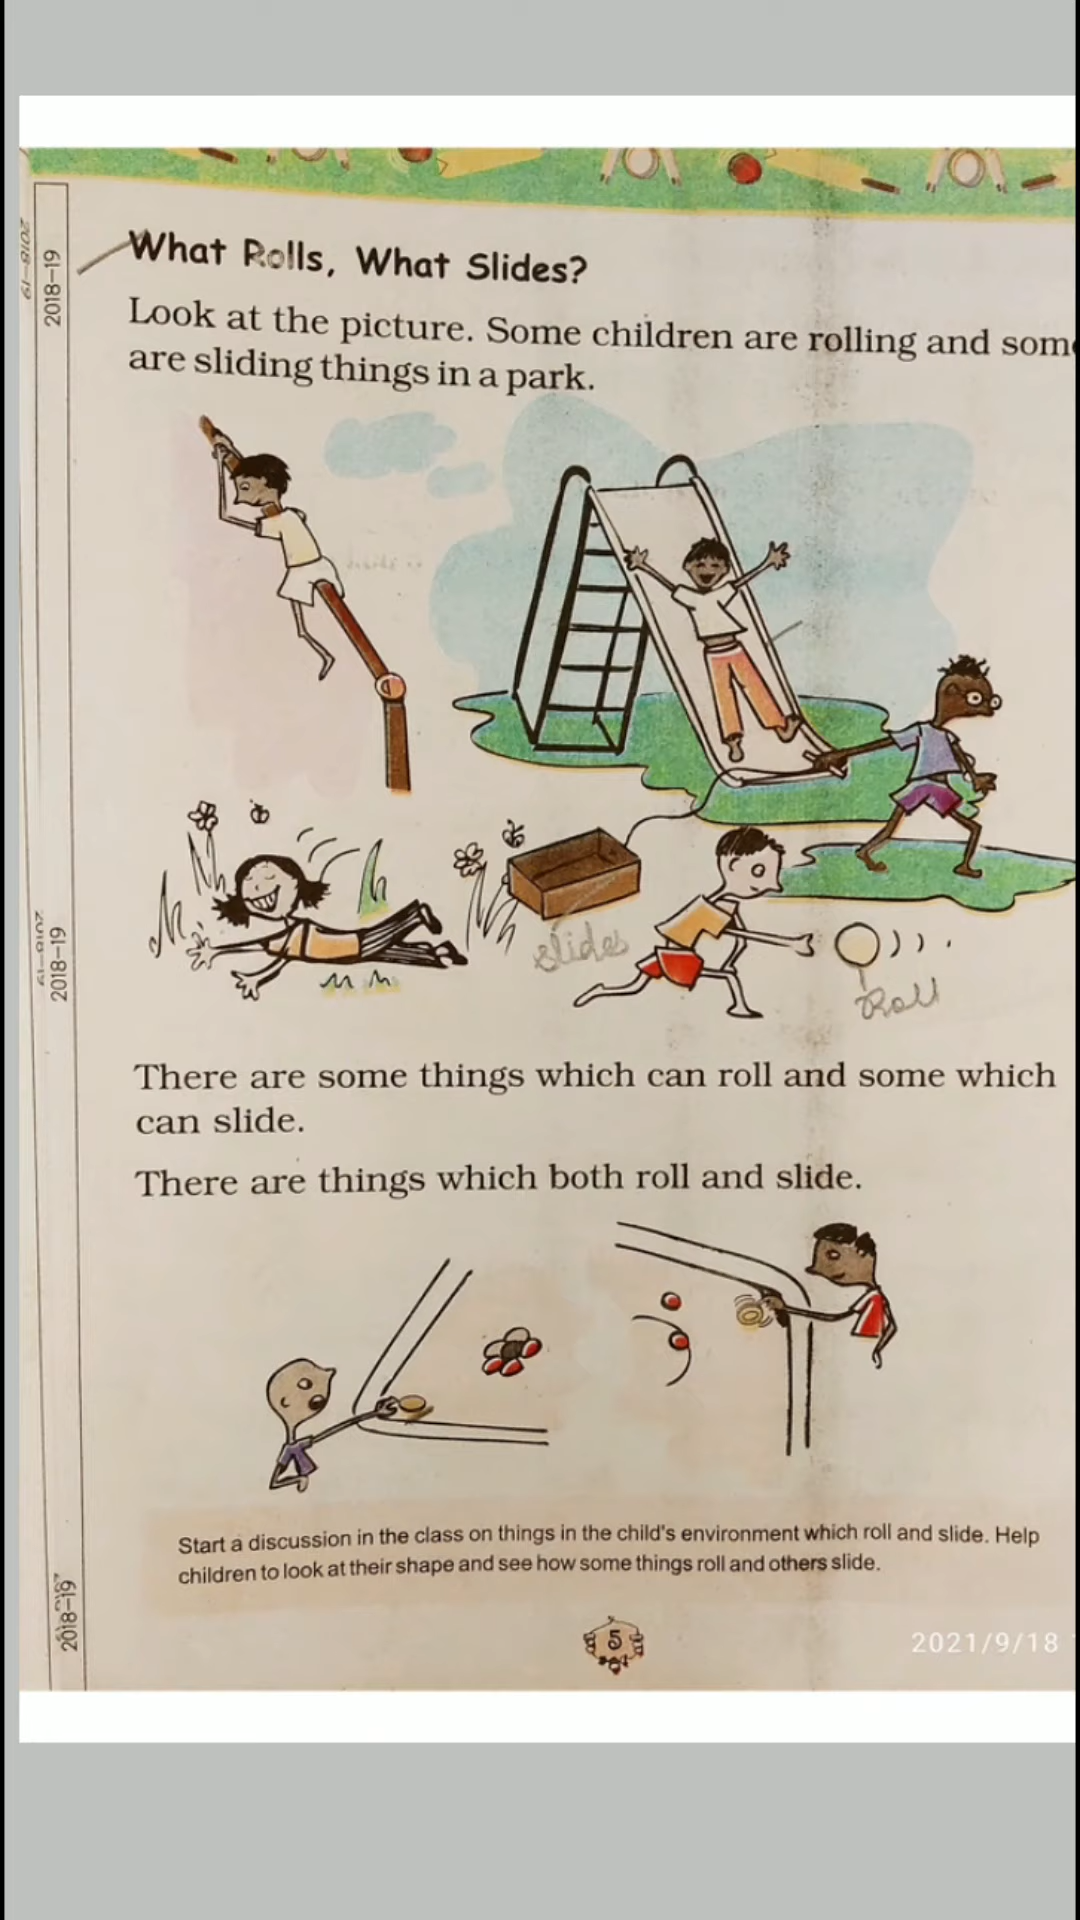 What Rolls, What Slides?
Look at the picture. Some children are rolling and som
are sliding things in a park.
slides
Roll
There are some things which can roll and some which
can slide.
There are things which both roll and slide.
Start a discussion in the class on things in the child's environment which roll and slide. Help
children to look at their shape and see how some things roll and others slide.
5
2021/9/18
2018–19
2018–19
2018–19
2018–19
2018–19